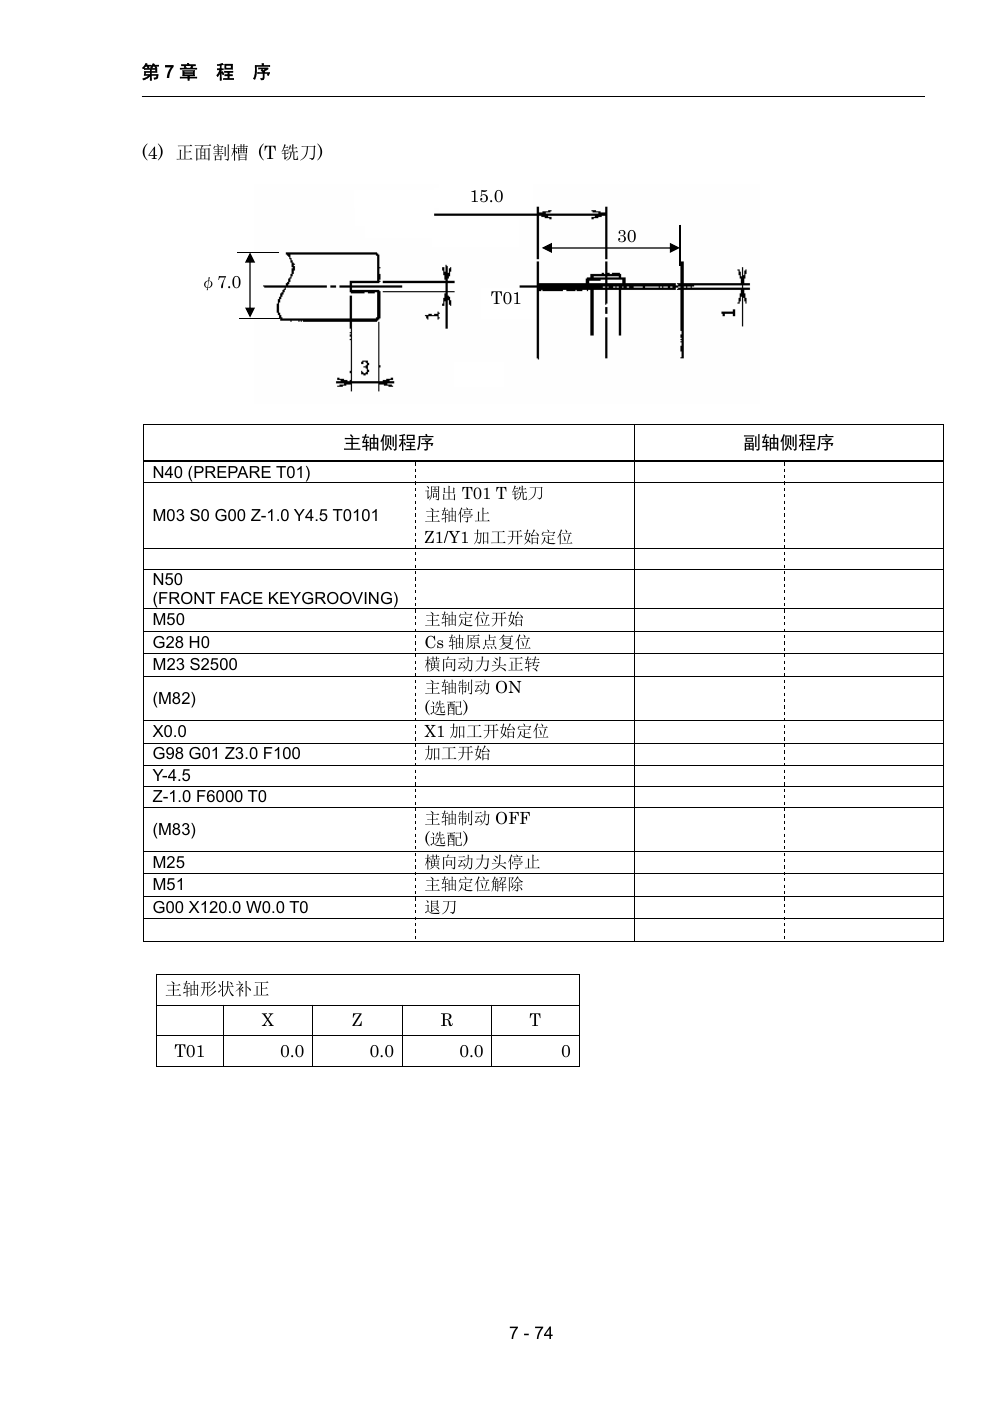 第 7 章　程　序
(4) 正面割槽 (T 铣刀)
15.0
30
φ7.0
T01
1
1
3
主轴侧程序 副轴侧程序
N40 (PREPARE T01)
M03 S0 G00 Z-1.0 Y4.5 T0101
调出 T01 T 铣刀
主轴停止
Z1/Y1 加工开始定位
N50
(FRONT FACE KEYGROOVING)
M50 主轴定位开始
G28 H0 Cs 轴原点复位
M23 S2500 横向动力头正转
(M82) 主轴制动 ON
(选配)
X0.0 X1 加工开始定位
G98 G01 Z3.0 F100 加工开始
Y-4.5
Z-1.0 F6000 T0
(M83) 主轴制动 OFF
(选配)
M25 横向动力头停止
M51 主轴定位解除
G00 X120.0 W0.0 T0 退刀
主轴形状补正
X Z R T
T01 0.0 0.0 0.0 0
7 - 74